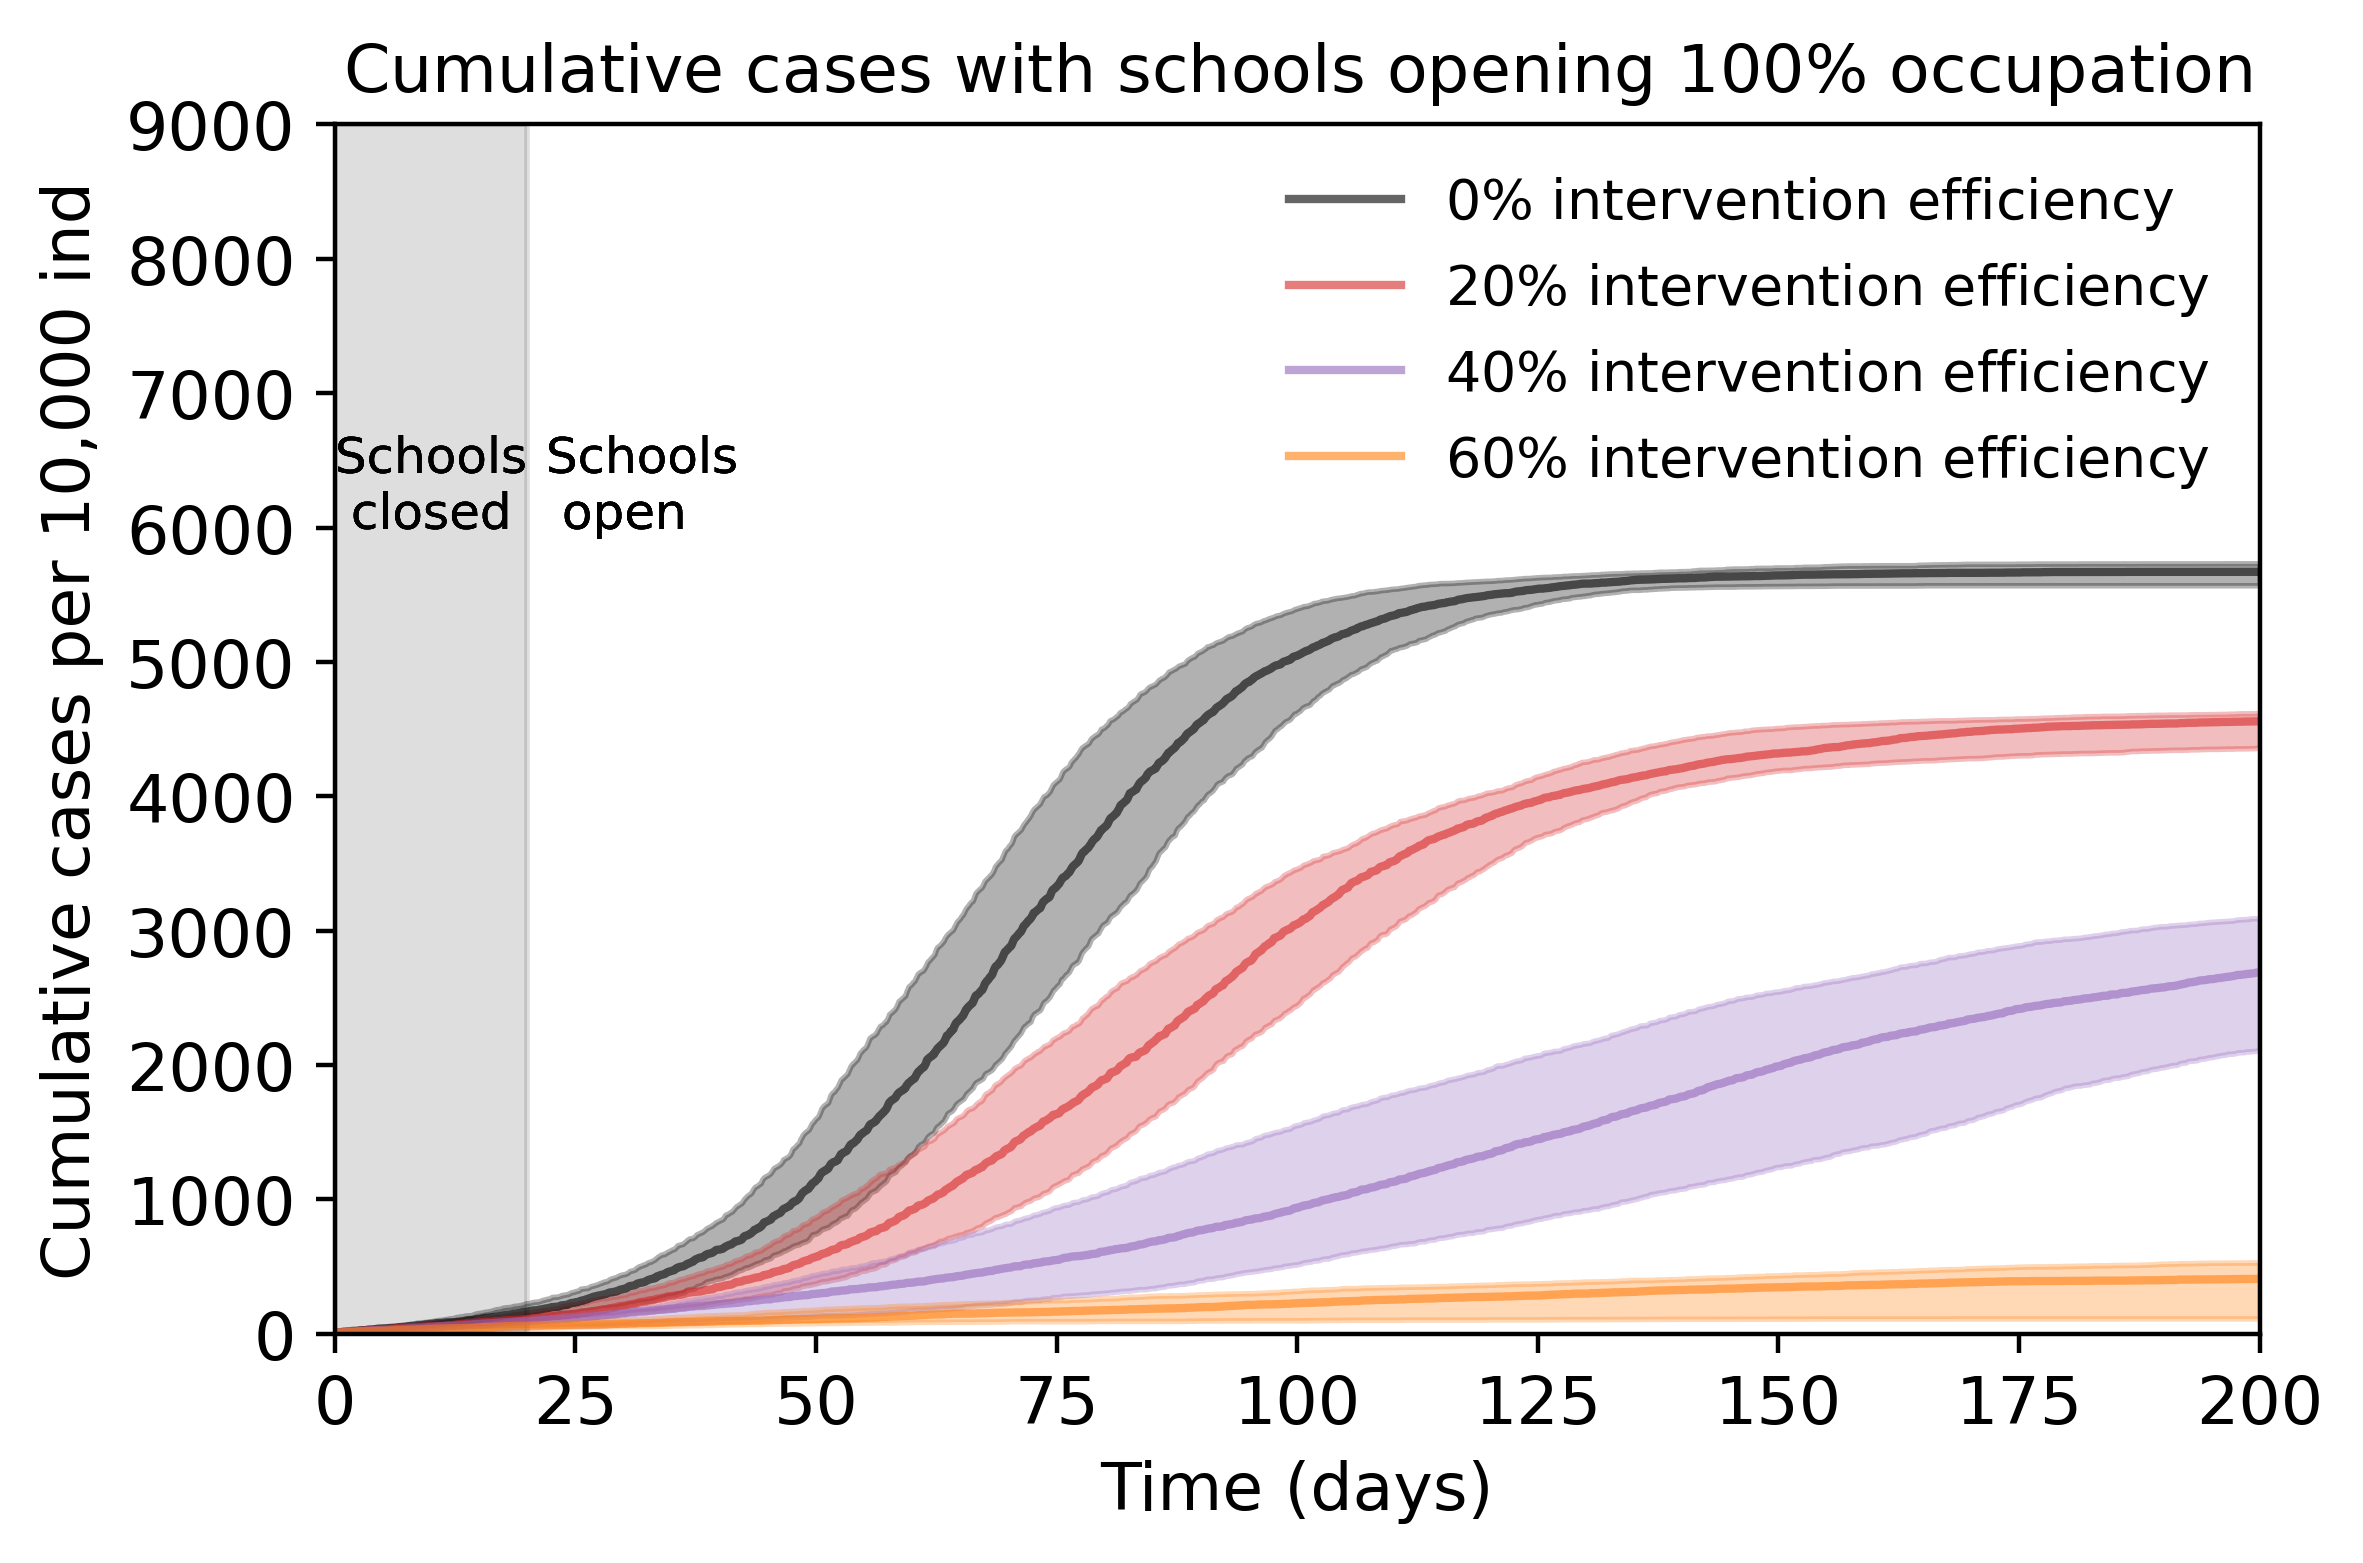 Cumulative cases with schools opening 100% occupation
Cumulative cases per 10,000 ind
9000
8000
7000
6000
5000
4000
3000
2000
1000
0
0% intervention efficiency
20% intervention efficiency
40% intervention efficiency
60% intervention efficiency
Schools
closed
Schools
open
0 25 50 75 100 125 150 175 200
Time (days)